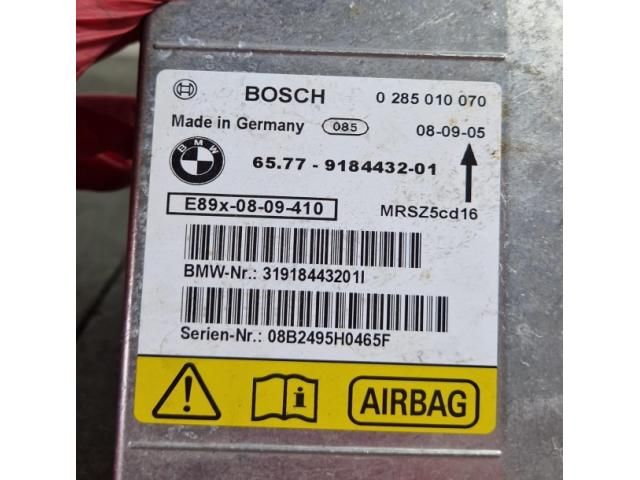 BOSCH 0 285 010 070
Made in Germany 085 08-09-05
BMW
65.77 - 9184432-01
E89x-08-09-410 MRSZ5cd16
BMW-Nr.: 31918443201I
Serien-Nr.: 08B2495H0465F
AIRBAG